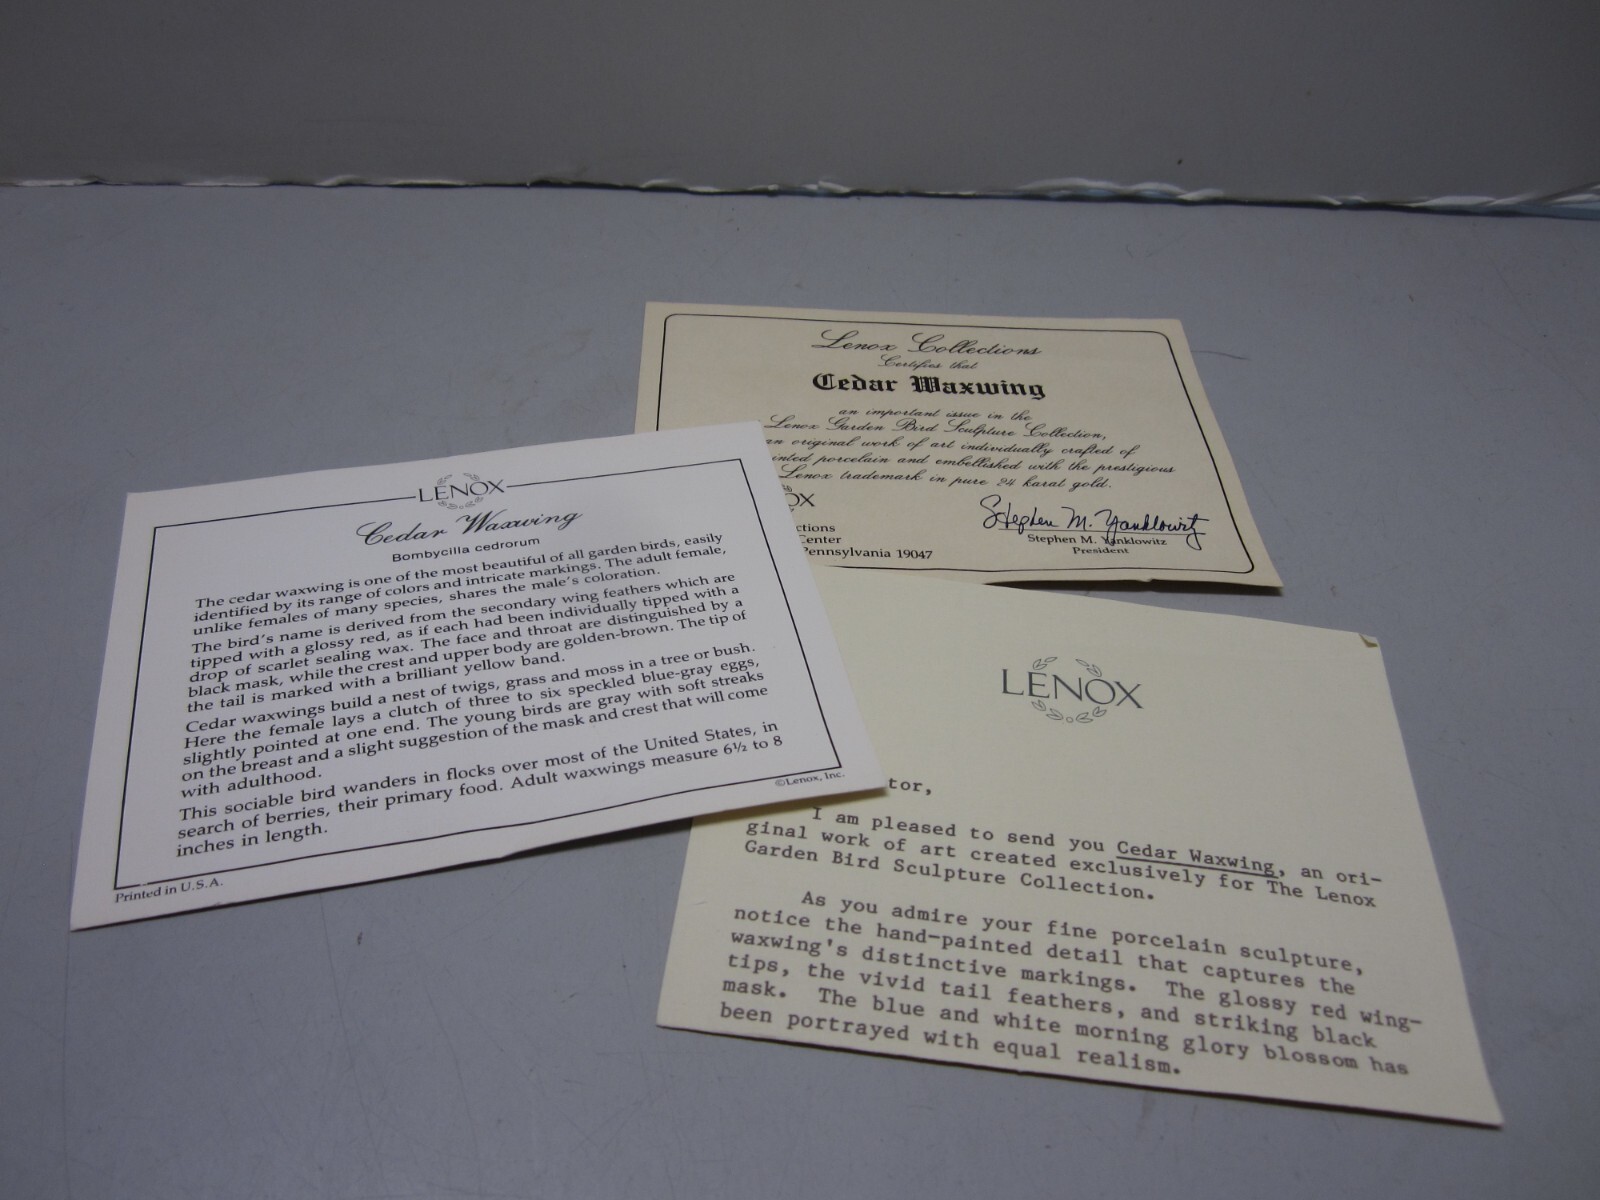 LENOX
Cedar Waxwing
Bombycilla cedrorum
The cedar waxwing is one of the most beautiful of all garden birds, easily
identified by its range of colors and intricate markings. The adult female,
unlike females of many species, shares the male's coloration.
The bird's name is derived from the secondary wing feathers which are
tipped with a glossy red, as if each had been individually tipped with a
drop of scarlet sealing wax. The face and throat are distinguished by a
black mask, while the crest and upper body are golden-brown. The tip of
the tail is marked with a brilliant yellow band.
Cedar waxwings build a nest of twigs, grass and moss in a tree or bush.
Here the female lays a clutch of three to six speckled blue-gray eggs,
slightly pointed at one end. The young birds are gray with soft streaks
on the breast and a slight suggestion of the mask and crest that will come
with adulthood.
This sociable bird wanders in flocks over most of the United States, in
search of berries, their primary food. Adult waxwings measure 6½ to 8
inches in length.
©Lenox, Inc.
Printed in U.S.A.
Lenox Collections
Certifies that
Cedar Waxwing
an important issue in the
Lenox Garden Bird Sculpture Collection,
an original work of art individually crafted of
inted porcelain and embellished with the prestigious
Lenox trademark in pure 24 karat gold.
OX
ctions
Center
Pennsylvania 19047
Stephen M. Yanklowitz
Stephen M. Yanklowitz
President
LENOX
tor,
I am pleased to send you Cedar Waxwing, an ori-
ginal work of art created exclusively for The Lenox
Garden Bird Sculpture Collection.
As you admire your fine porcelain sculpture,
notice the hand-painted detail that captures the
waxwing's distinctive markings. The glossy red wing-
tips, the vivid tail feathers, and striking black
mask. The blue and white morning glory blossom has
been portrayed with equal realism.